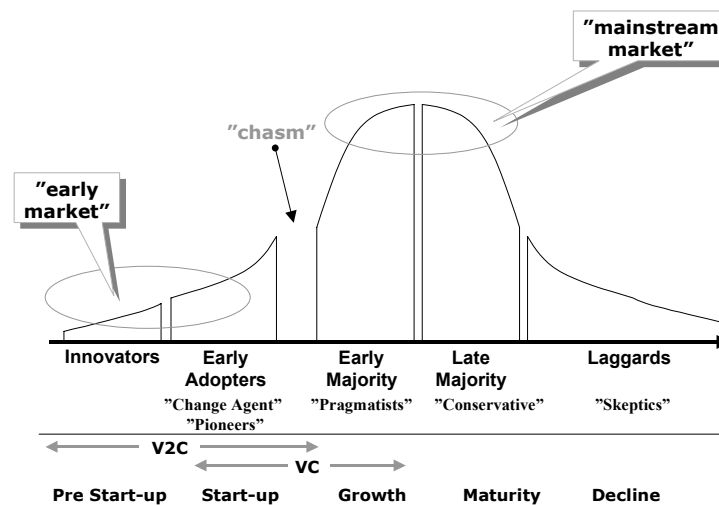 ”mainstream
market”
”chasm”
”early
market”
Innovators
Early
Adopters
Early
Majority
Late
Majority
Laggards
”Change Agent”
”Pioneers”
”Pragmatists”
”Conservative”
”Skeptics”
V2C
VC
Pre Start-up
Start-up
Growth
Maturity
Decline